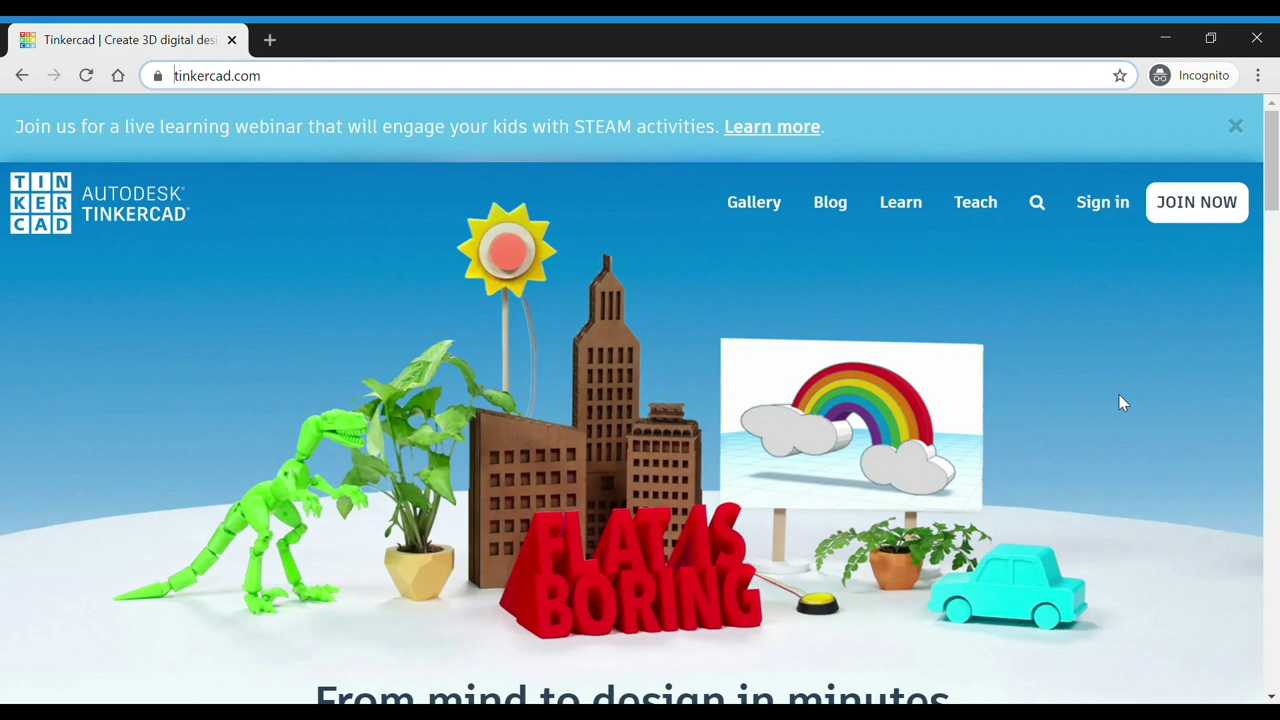 Tinkercad | Create 3D digital desi
tinkercad.com
Incognito
Join us for a live learning webinar that will engage your kids with STEAM activities. Learn more.
TIN
KER
CAD
AUTODESK®
TINKERCAD®
Gallery Blog Learn Teach Sign in JOIN NOW
FLAT IS
BORING
From mind to design in minutes